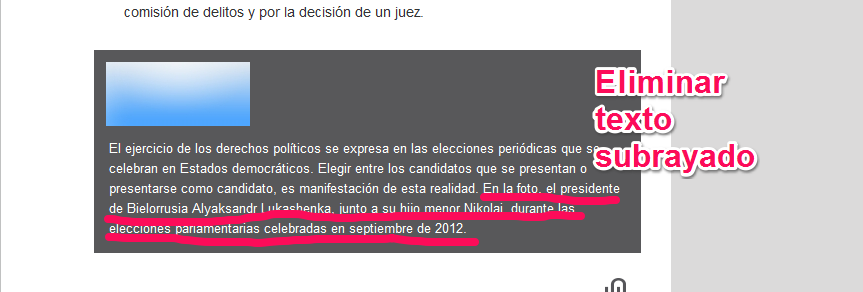 comisión de delitos y por la decisión de un juez.
Eliminar
texto
subrayado
El ejercicio de los derechos políticos se expresa en las elecciones periódicas que se
celebran en Estados democráticos. Elegir entre los candidatos que se presentan o
presentarse como candidato, es manifestación de esta realidad. En la foto, el presidente
de Bielorrusia Alyaksandr Lukashenka, junto a su hijo menor Nikolai, durante las
elecciones parlamentarias celebradas en septiembre de 2012.